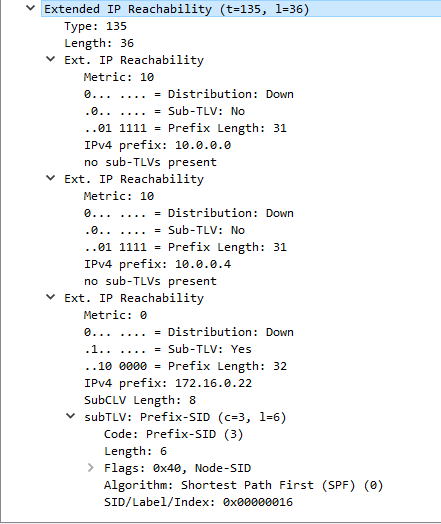 Extended IP Reachability (t=135, l=36)
Type: 135
Length: 36
Ext. IP Reachability
Metric: 10
0... .... = Distribution: Down
.0.. .... = Sub-TLV: No
..01 1111 = Prefix Length: 31
IPv4 prefix: 10.0.0.0
no sub-TLVs present
Ext. IP Reachability
Metric: 10
0... .... = Distribution: Down
.0.. .... = Sub-TLV: No
..01 1111 = Prefix Length: 31
IPv4 prefix: 10.0.0.4
no sub-TLVs present
Ext. IP Reachability
Metric: 0
0... .... = Distribution: Down
.1.. .... = Sub-TLV: Yes
..10 0000 = Prefix Length: 32
IPv4 prefix: 172.16.0.22
SubCLV Length: 8
subTLV: Prefix-SID (c=3, l=6)
Code: Prefix-SID (3)
Length: 6
Flags: 0x40, Node-SID
Algorithm: Shortest Path First (SPF) (0)
SID/Label/Index: 0x00000016